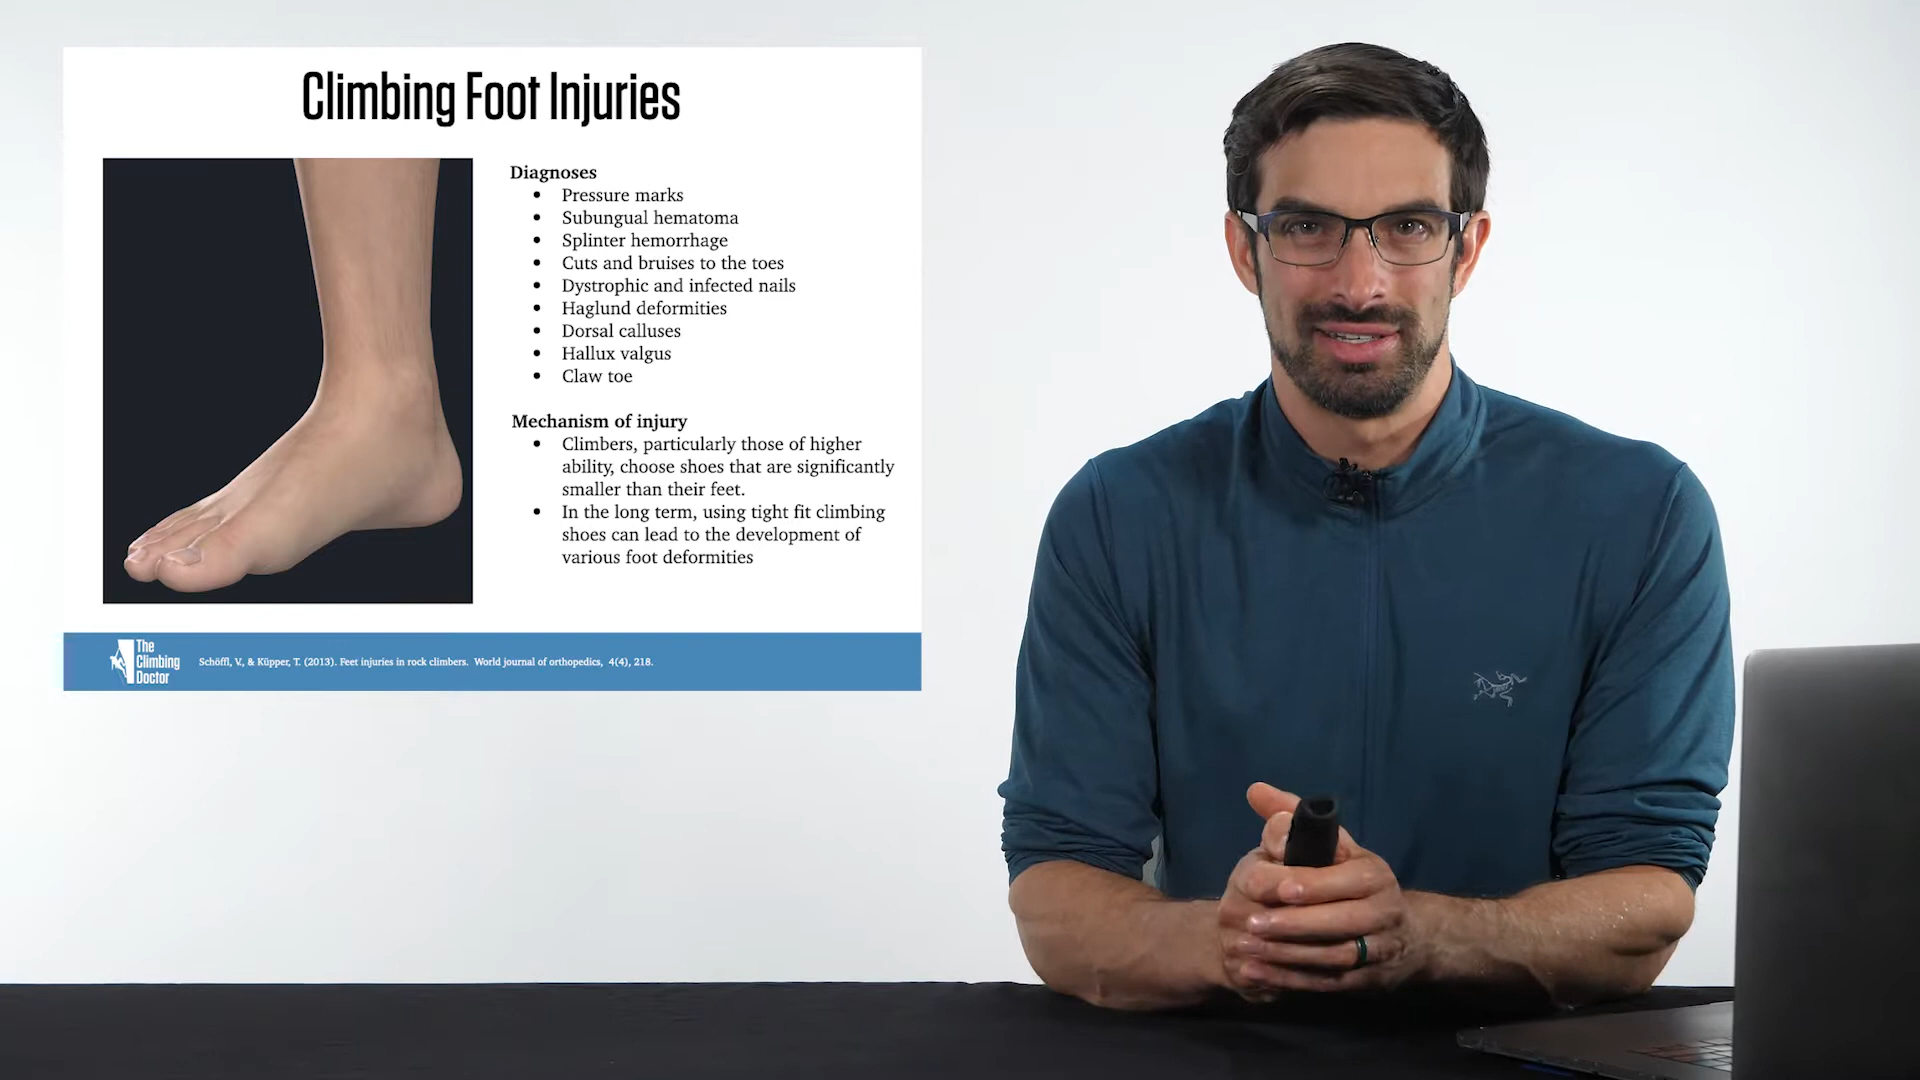 Climbing Foot Injuries
Diagnoses
• Pressure marks
• Subungual hematoma
• Splinter hemorrhage
• Cuts and bruises to the toes
• Dystrophic and infected nails
• Haglund deformities
• Dorsal calluses
• Hallux valgus
• Claw toe
Mechanism of injury
• Climbers, particularly those of higher
ability, choose shoes that are significantly
smaller than their feet.
• In the long term, using tight fit climbing
shoes can lead to the development of
various foot deformities
The
Climbing
Doctor
Schöffl, V., & Küpper, T. (2013). Feet injuries in rock climbers. World journal of orthopedics, 4(4), 218.